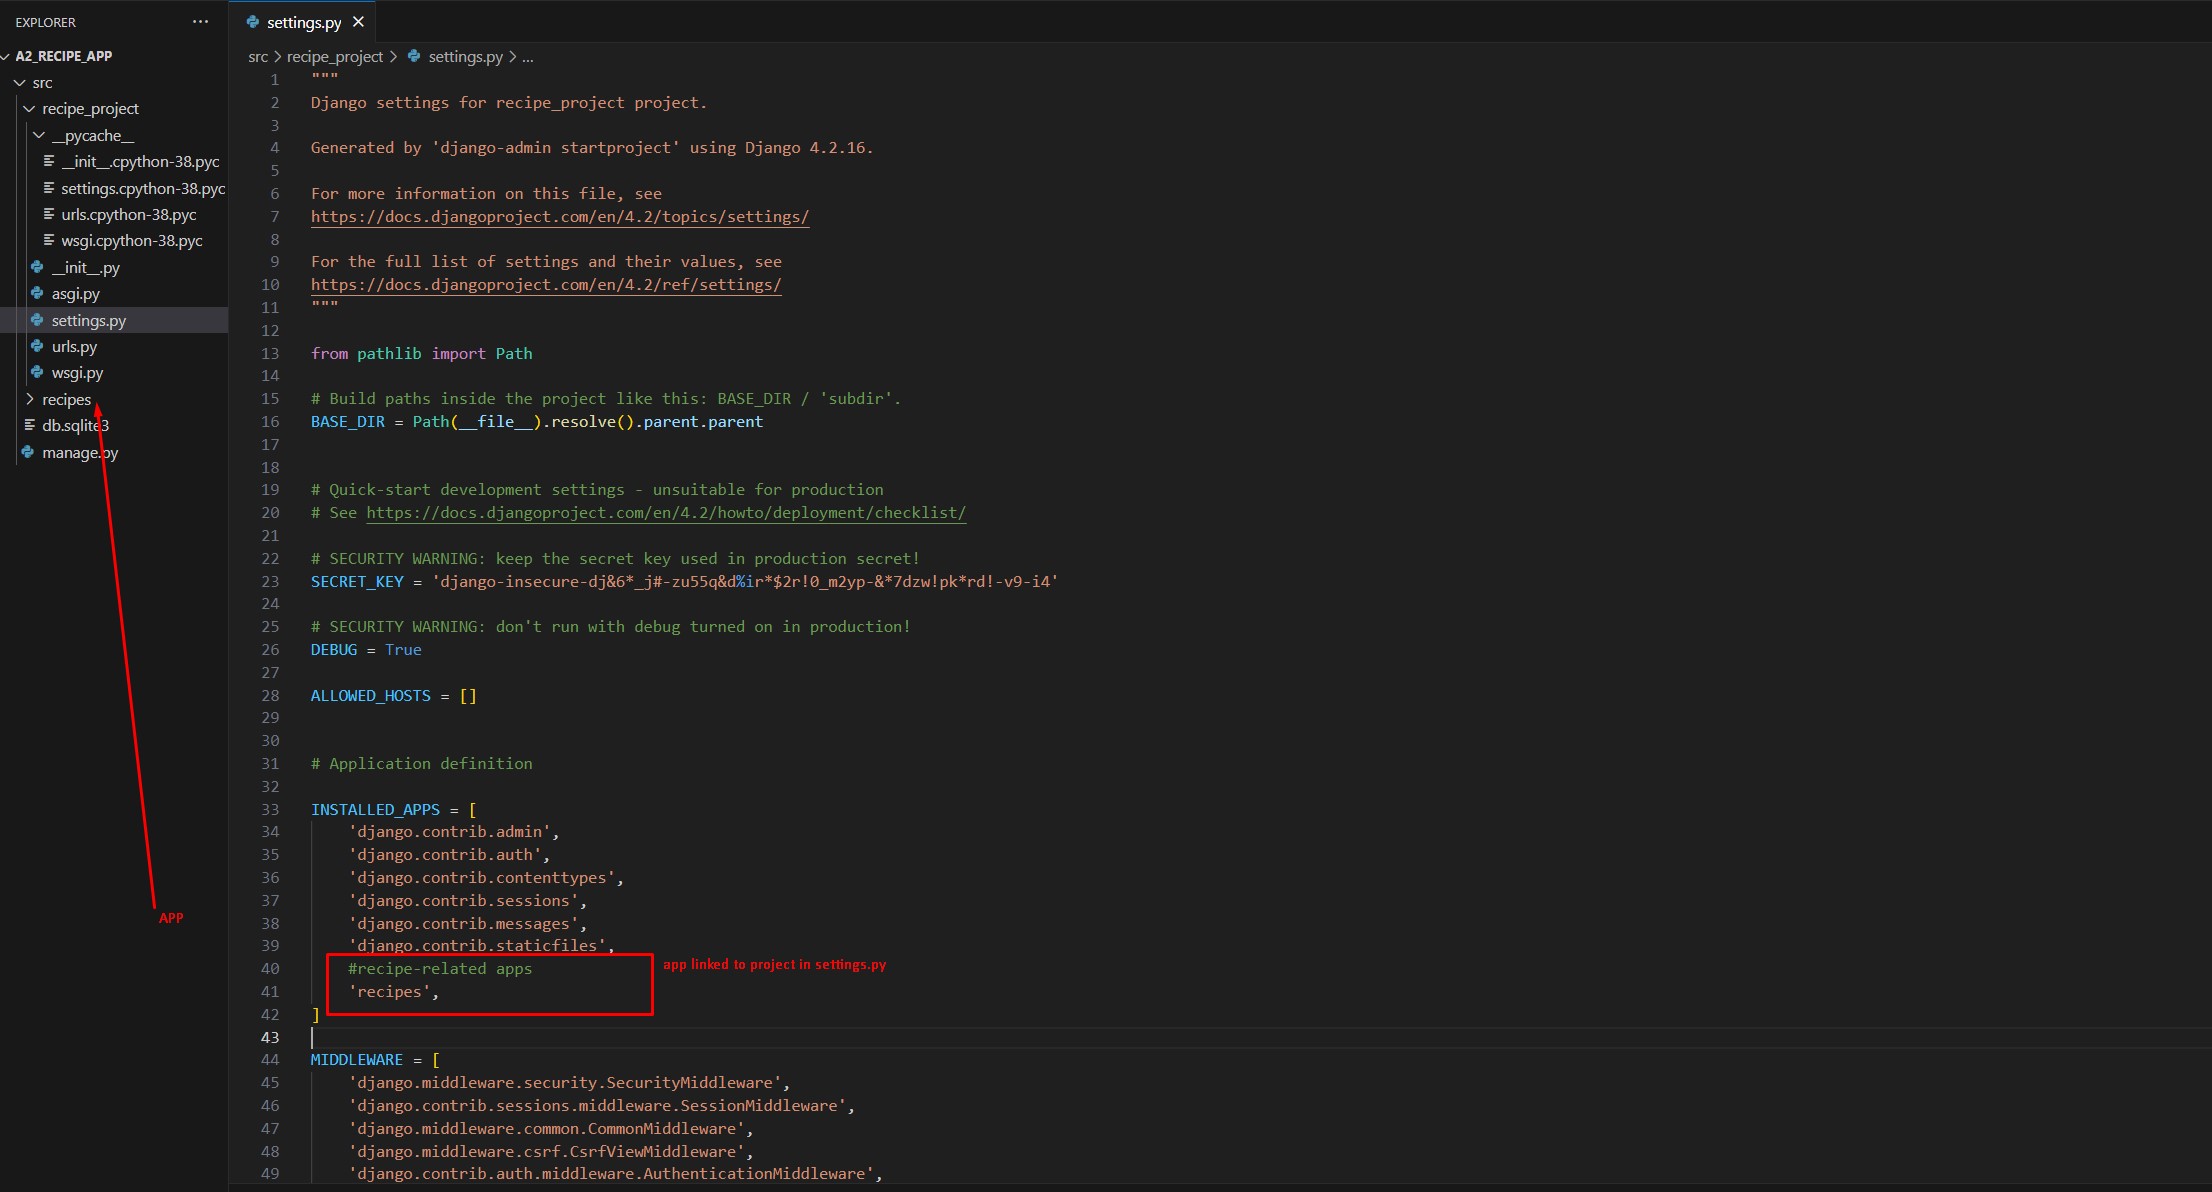 EXPLORER
...
A2_RECIPE_APP
src
recipe_project
__pycache__
__init__.cpython-38.pyc
settings.cpython-38.pyc
urls.cpython-38.pyc
wsgi.cpython-38.pyc
__init__.py
asgi.py
settings.py
urls.py
wsgi.py
recipes
db.sqlite3
manage.py
APP
settings.py
src > recipe_project > settings.py > ...
1 """
2 Django settings for recipe_project project.
3
4 Generated by 'django-admin startproject' using Django 4.2.16.
5
6 For more information on this file, see
7 https://docs.djangoproject.com/en/4.2/topics/settings/
8
9 For the full list of settings and their values, see
10 https://docs.djangoproject.com/en/4.2/ref/settings/
11 """
12
13 from pathlib import Path
14
15 # Build paths inside the project like this: BASE_DIR / 'subdir'.
16 BASE_DIR = Path(__file__).resolve().parent.parent
17
18
19 # Quick-start development settings - unsuitable for production
20 # See https://docs.djangoproject.com/en/4.2/howto/deployment/checklist/
21
22 # SECURITY WARNING: keep the secret key used in production secret!
23 SECRET_KEY = 'django-insecure-dj&6*_j#-zu55q&d%ir*$2r!0_m2yp-&*7dzw!pk*rd!-v9-i4'
24
25 # SECURITY WARNING: don't run with debug turned on in production!
26 DEBUG = True
27
28 ALLOWED_HOSTS = []
29
30
31 # Application definition
32
33 INSTALLED_APPS = [
34 'django.contrib.admin',
35 'django.contrib.auth',
36 'django.contrib.contenttypes',
37 'django.contrib.sessions',
38 'django.contrib.messages',
39 'django.contrib.staticfiles',
40 #recipe-related apps
app linked to project in settings.py
41 'recipes',
42 ]
43
44 MIDDLEWARE = [
45 'django.middleware.security.SecurityMiddleware',
46 'django.contrib.sessions.middleware.SessionMiddleware',
47 'django.middleware.common.CommonMiddleware',
48 'django.middleware.csrf.CsrfViewMiddleware',
49 'django.contrib.auth.middleware.AuthenticationMiddleware',